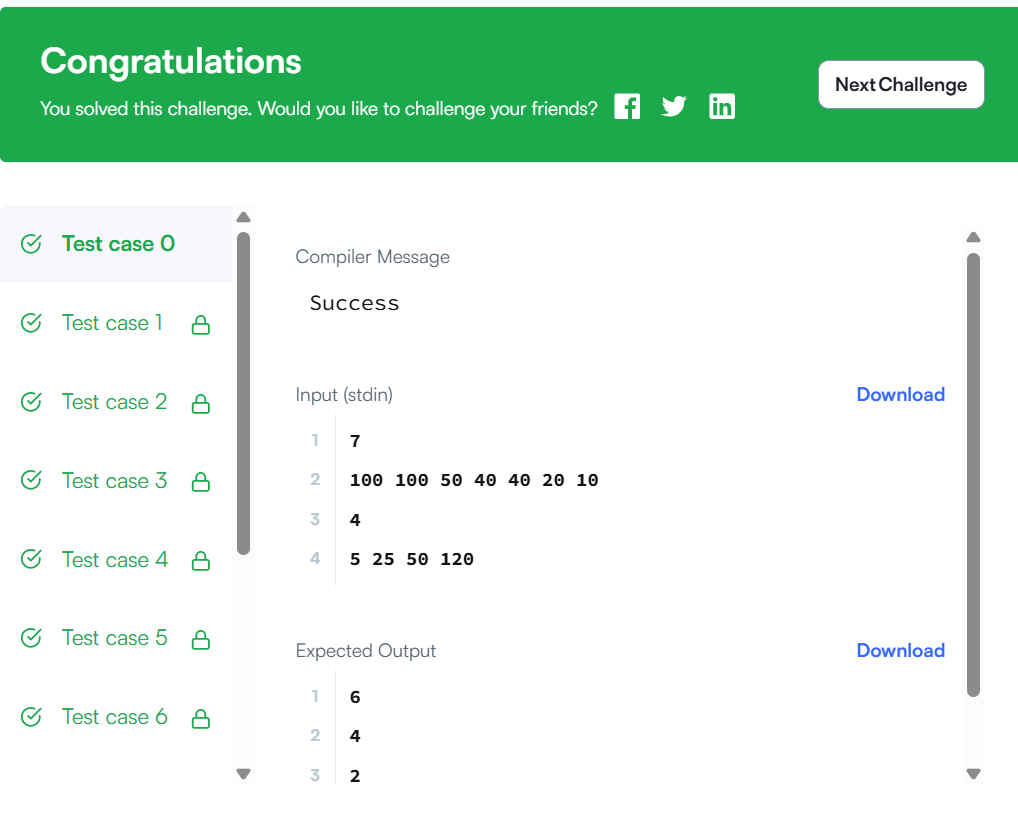 Congratulations
You solved this challenge. Would you like to challenge your friends?
Next Challenge
Test case 0
Test case 1
Test case 2
Test case 3
Test case 4
Test case 5
Test case 6
Compiler Message
Success
Input (stdin)
Download
1 7
2 100 100 50 40 40 20 10
3 4
4 5 25 50 120
Expected Output
Download
1 6
2 4
3 2